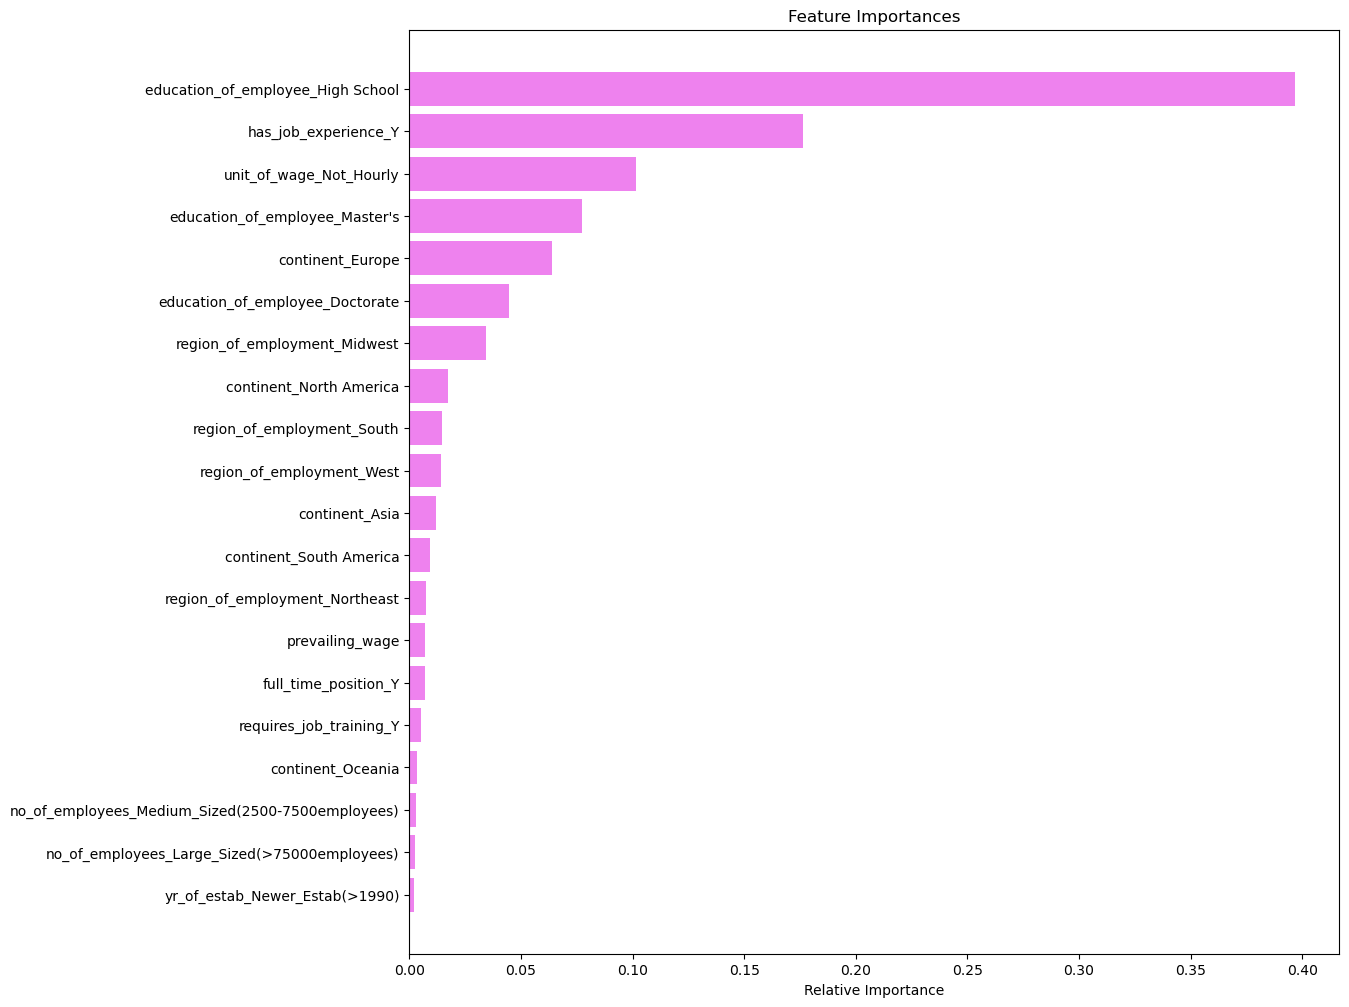 Feature Importances
education_of_employee_High School
has_job_experience_Y
unit_of_wage_Not_Hourly
education_of_employee_Master's
continent_Europe
education_of_employee_Doctorate
region_of_employment_Midwest
continent_North America
region_of_employment_South
region_of_employment_West
continent_Asia
continent_South America
region_of_employment_Northeast
prevailing_wage
full_time_position_Y
requires_job_training_Y
continent_Oceania
no_of_employees_Medium_Sized(2500-7500employees)
no_of_employees_Large_Sized(>75000employees)
yr_of_estab_Newer_Estab(>1990)
0.00 0.05 0.10 0.15 0.20 0.25 0.30 0.35 0.40
Relative Importance